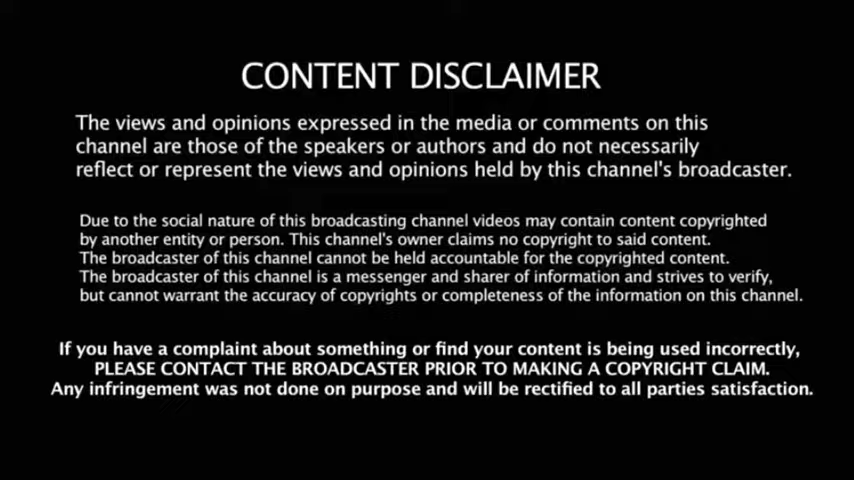 CONTENT DISCLAIMER
The views and opinions expressed in the media or comments on this
channel are those of the speakers or authors and do not necessarily
reflect or represent the views and opinions held by this channel's broadcaster.
Due to the social nature of this broadcasting channel videos may contain content copyrighted
by another entity or person. This channel's owner claims no copyright to said content.
The broadcaster of this channel cannot be held accountable for the copyrighted content.
The broadcaster of this channel is a messenger and sharer of information and strives to verify,
but cannot warrant the accuracy of copyrights or completeness of the information on this channel.
If you have a complaint about something or find your content is being used incorrectly,
PLEASE CONTACT THE BROADCASTER PRIOR TO MAKING A COPYRIGHT CLAIM.
Any infringement was not done on purpose and will be rectified to all parties satisfaction.